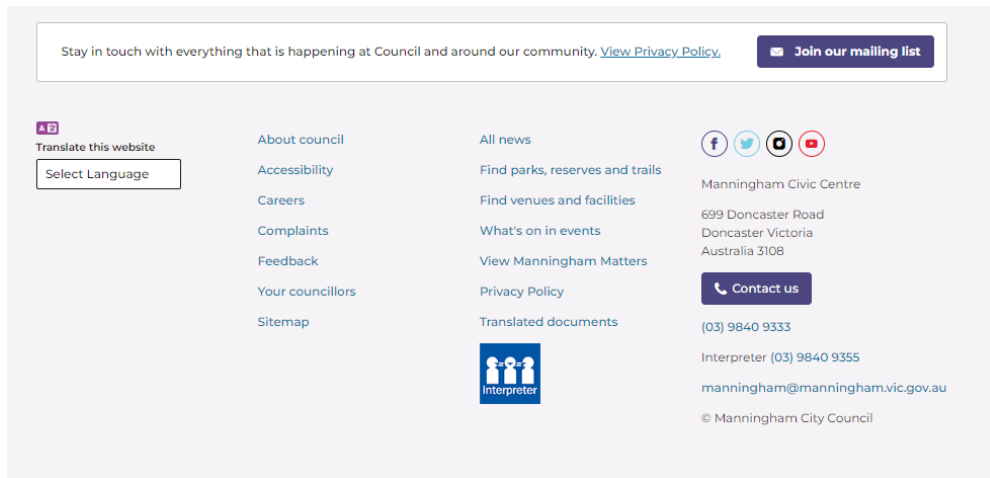 Stay in touch with everything that is happening at Council and around our community. View Privacy Policy.
Join our mailing list
Translate this website
Select Language
About council
Accessibility
Careers
Complaints
Feedback
Your councillors
Sitemap
All news
Find parks, reserves and trails
Find venues and facilities
What's on in events
View Manningham Matters
Privacy Policy
Translated documents
Interpreter
Manningham Civic Centre
699 Doncaster Road
Doncaster Victoria
Australia 3108
Contact us
(03) 9840 9333
Interpreter (03) 9840 9355
manningham@manningham.vic.gov.au
© Manningham City Council